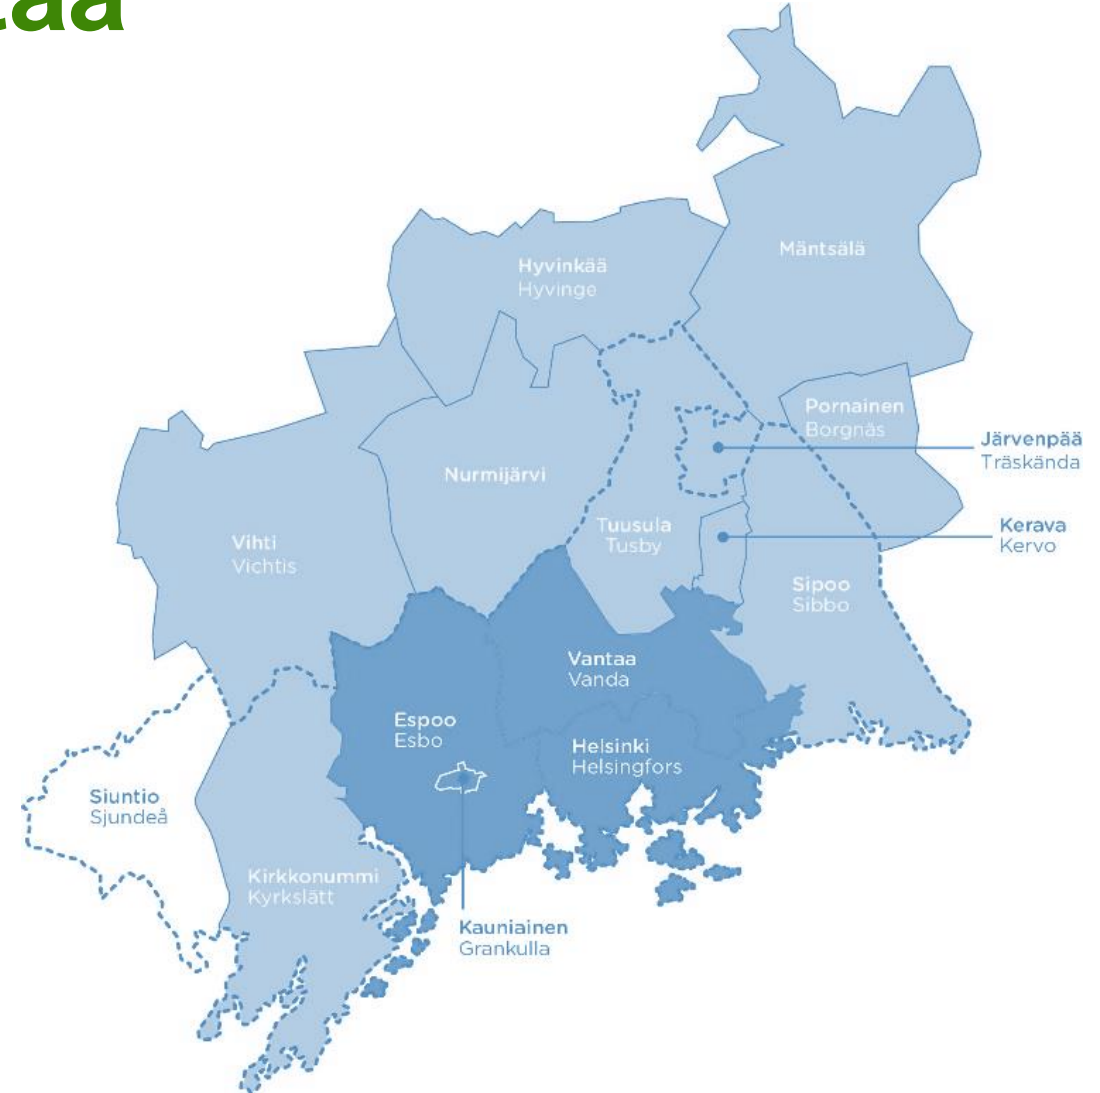 Mäntsälä
Hyvinkää
Hyvinge
Pornainen
Borgnäs
Järvenpää
Träskända
Nurmijärvi
Tuusula
Tusby
Kerava
Kervo
Vihti
Vichtis
Sipoo
Sibbo
Vantaa
Vanda
Espoo
Esbo
Helsinki
Helsingfors
Siuntio
Sjundeå
Kirkkonummi
Kyrkslätt
Kauniainen
Grankulla